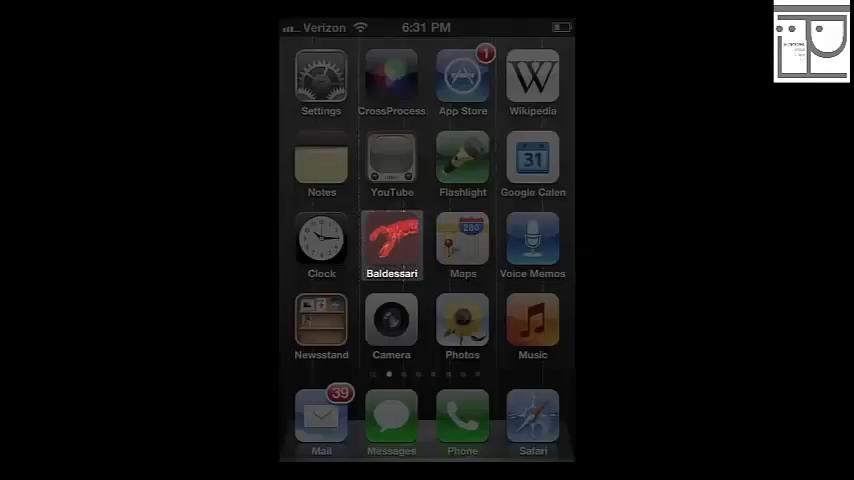 Verizon 6:31 PM
1
Settings CrossProcess App Store Wikipedia
31
Notes YouTube Flashlight Google Calen
280
Clock Baldessari Maps Voice Memos
Newsstand Camera Photos Music
39
Mail Messages Phone Safari